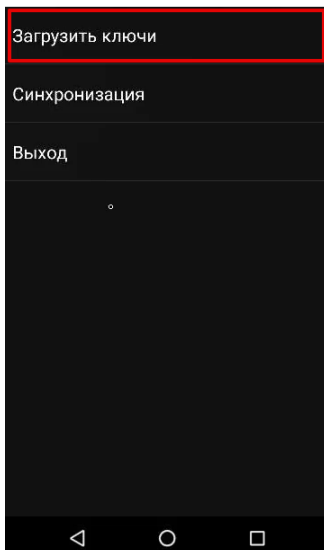 Загрузить ключи
Синхронизация
Выход